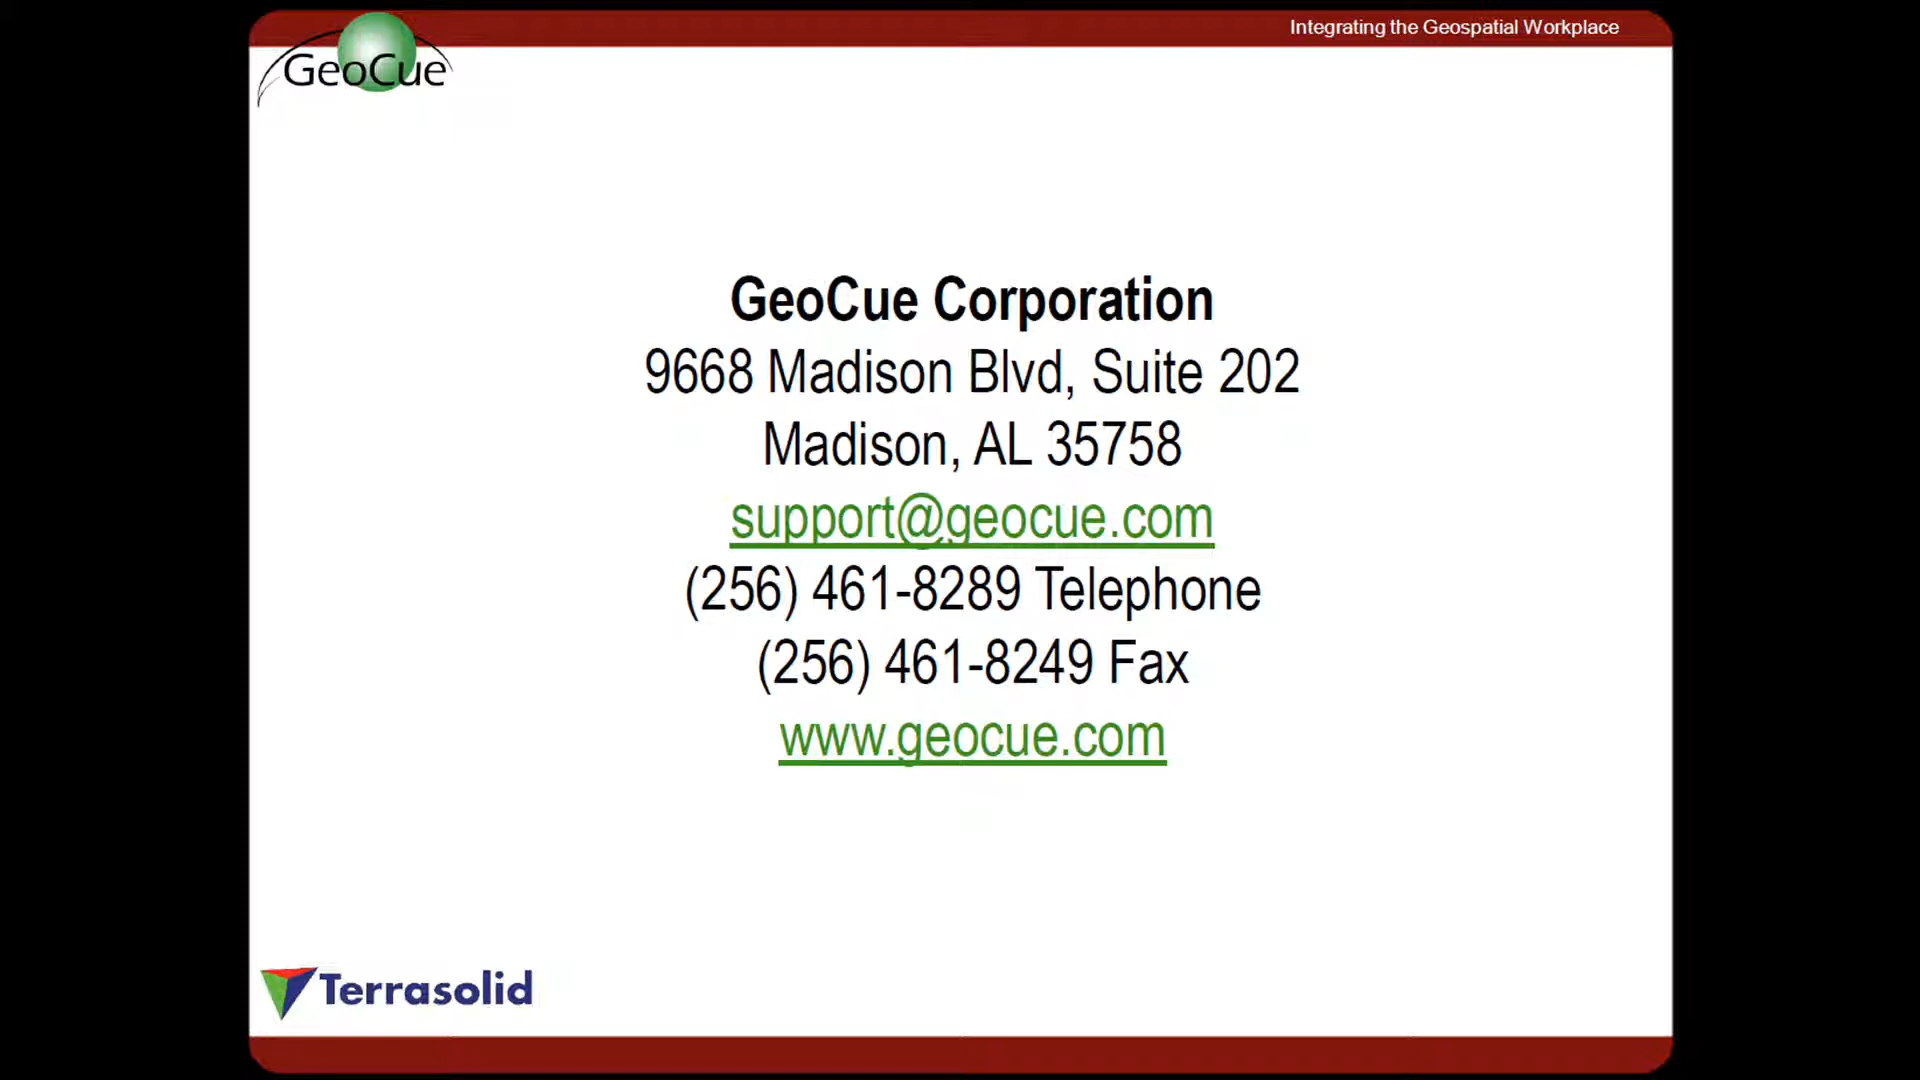 Integrating the Geospatial Workplace
GeoCue
GeoCue Corporation
9668 Madison Blvd, Suite 202
Madison, AL 35758
support@geocue.com
(256) 461-8289 Telephone
(256) 461-8249 Fax
www.geocue.com
Terrasolid